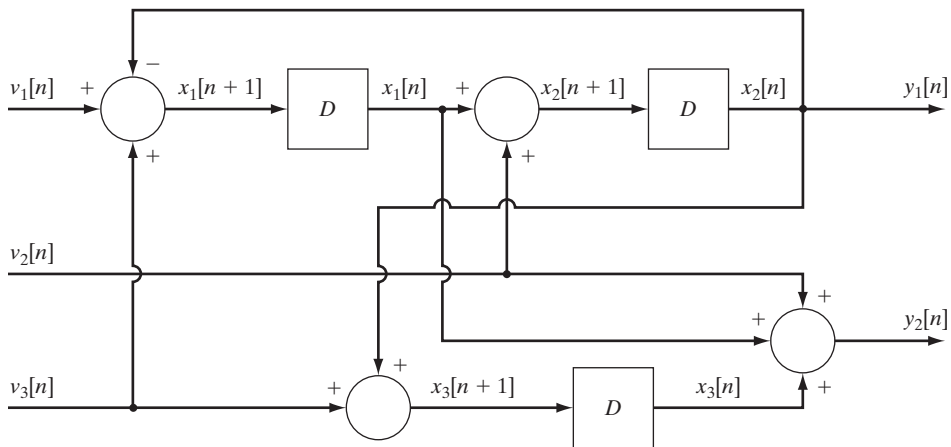 −
v₁[n] + x₁[n + 1] D x₁[n] + x₂[n + 1] D x₂[n] y₁[n]
+ +
v₂[n]
+
+ y₂[n]
+
v₃[n] + x₃[n + 1] D x₃[n] +